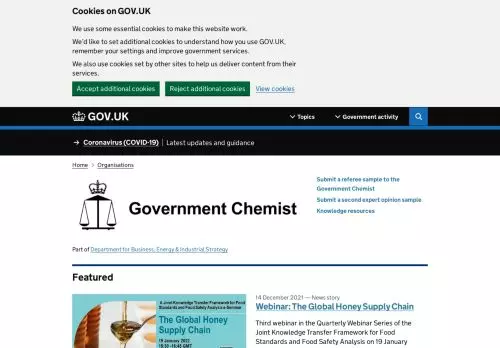 Cookies on GOV.UK
We use some essential cookies to make this website work.
We'd like to set additional cookies to understand how you use GOV.UK,
remember your settings and improve government services.
We also use cookies set by other sites to help us deliver content from their
services.
Accept additional cookies Reject additional cookies View cookies
GOV.UK Topics Government activity
→ Coronavirus (COVID-19) Latest updates and guidance
Home Organisations
Submit a referee sample to the
Government Chemist
Submit a second expert opinion sample
Knowledge resources
Government Chemist
Part of Department for Business, Energy & Industrial Strategy
Featured
A Joint Knowledge Transfer Framework for Food
Standards and Food Safety Analysis e-Seminar
The Global Honey
Supply Chain
19 January 2022
14 December 2021 — News story
Webinar: The Global Honey Supply Chain
Third webinar in the Quarterly Webinar Series of the
Joint Knowledge Transfer Framework for Food
Standards and Food Safety Analysis on 19 January